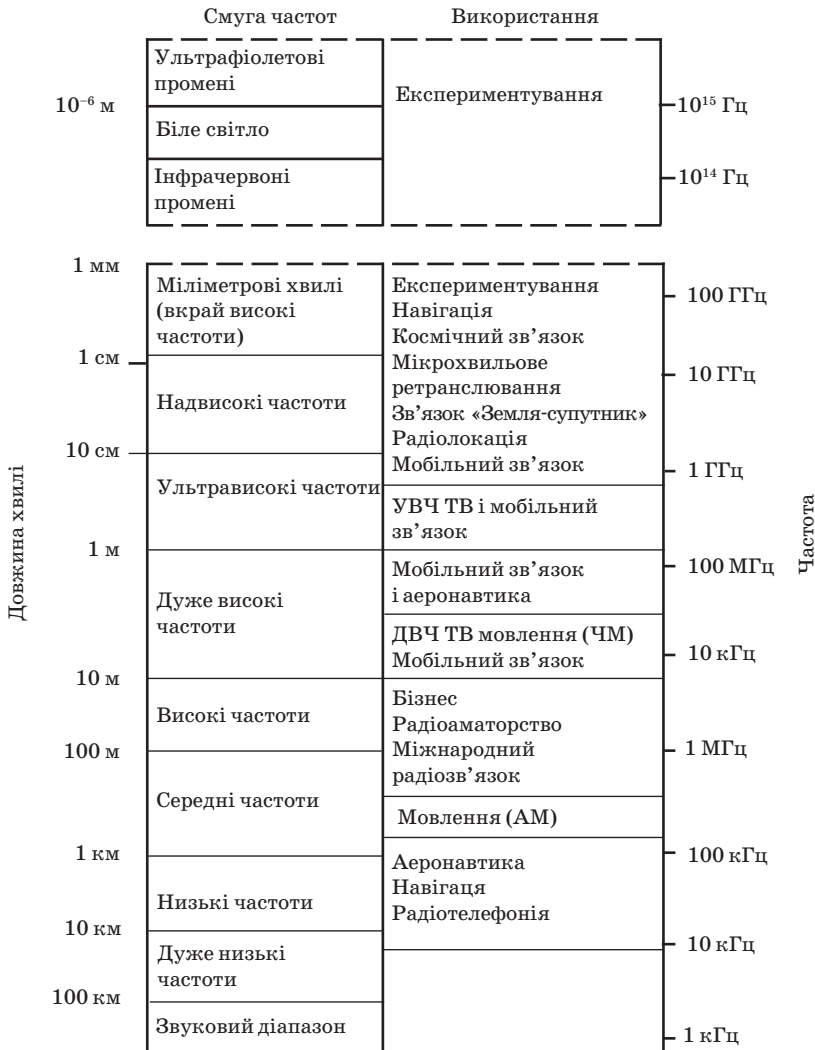 Смуга частот
Використання
Ультрафіолетові
промені
Експериментування
10⁻⁶ м
10¹⁵ Гц
Біле світло
Інфрачервоні
промені
10¹⁴ Гц
1 мм
Міліметрові хвилі
(вкрай високі
частоти)
Експериментування
Навігація
Космічний зв’язок
Мікрохвильове
ретранслювання
Зв’язок «Земля-супутник»
Радіолокація
Мобільний зв’язок
100 ГГц
1 см
10 ГГц
Надвисокі частоти
10 см
1 ГГц
Ультрависокі частоти
УВЧ ТВ і мобільний
зв’язок
1 м
100 МГц
Мобільний зв’язок
і аеронавтика
Дуже високі
частоти
ДВЧ ТВ мовлення (ЧМ)
Мобільний зв’язок
10 кГц
10 м
Високі частоти
Бізнес
Радіоаматорство
Міжнародний
радіозв’язок
100 м
1 МГц
Середні частоти
Мовлення (АМ)
1 км
100 кГц
Аеронавтика
Навігаця
Радіотелефонія
Низькі частоти
10 км
10 кГц
Дуже низькі
частоти
100 км
Звуковий діапазон
1 кГц
Довжина хвилі
Частота